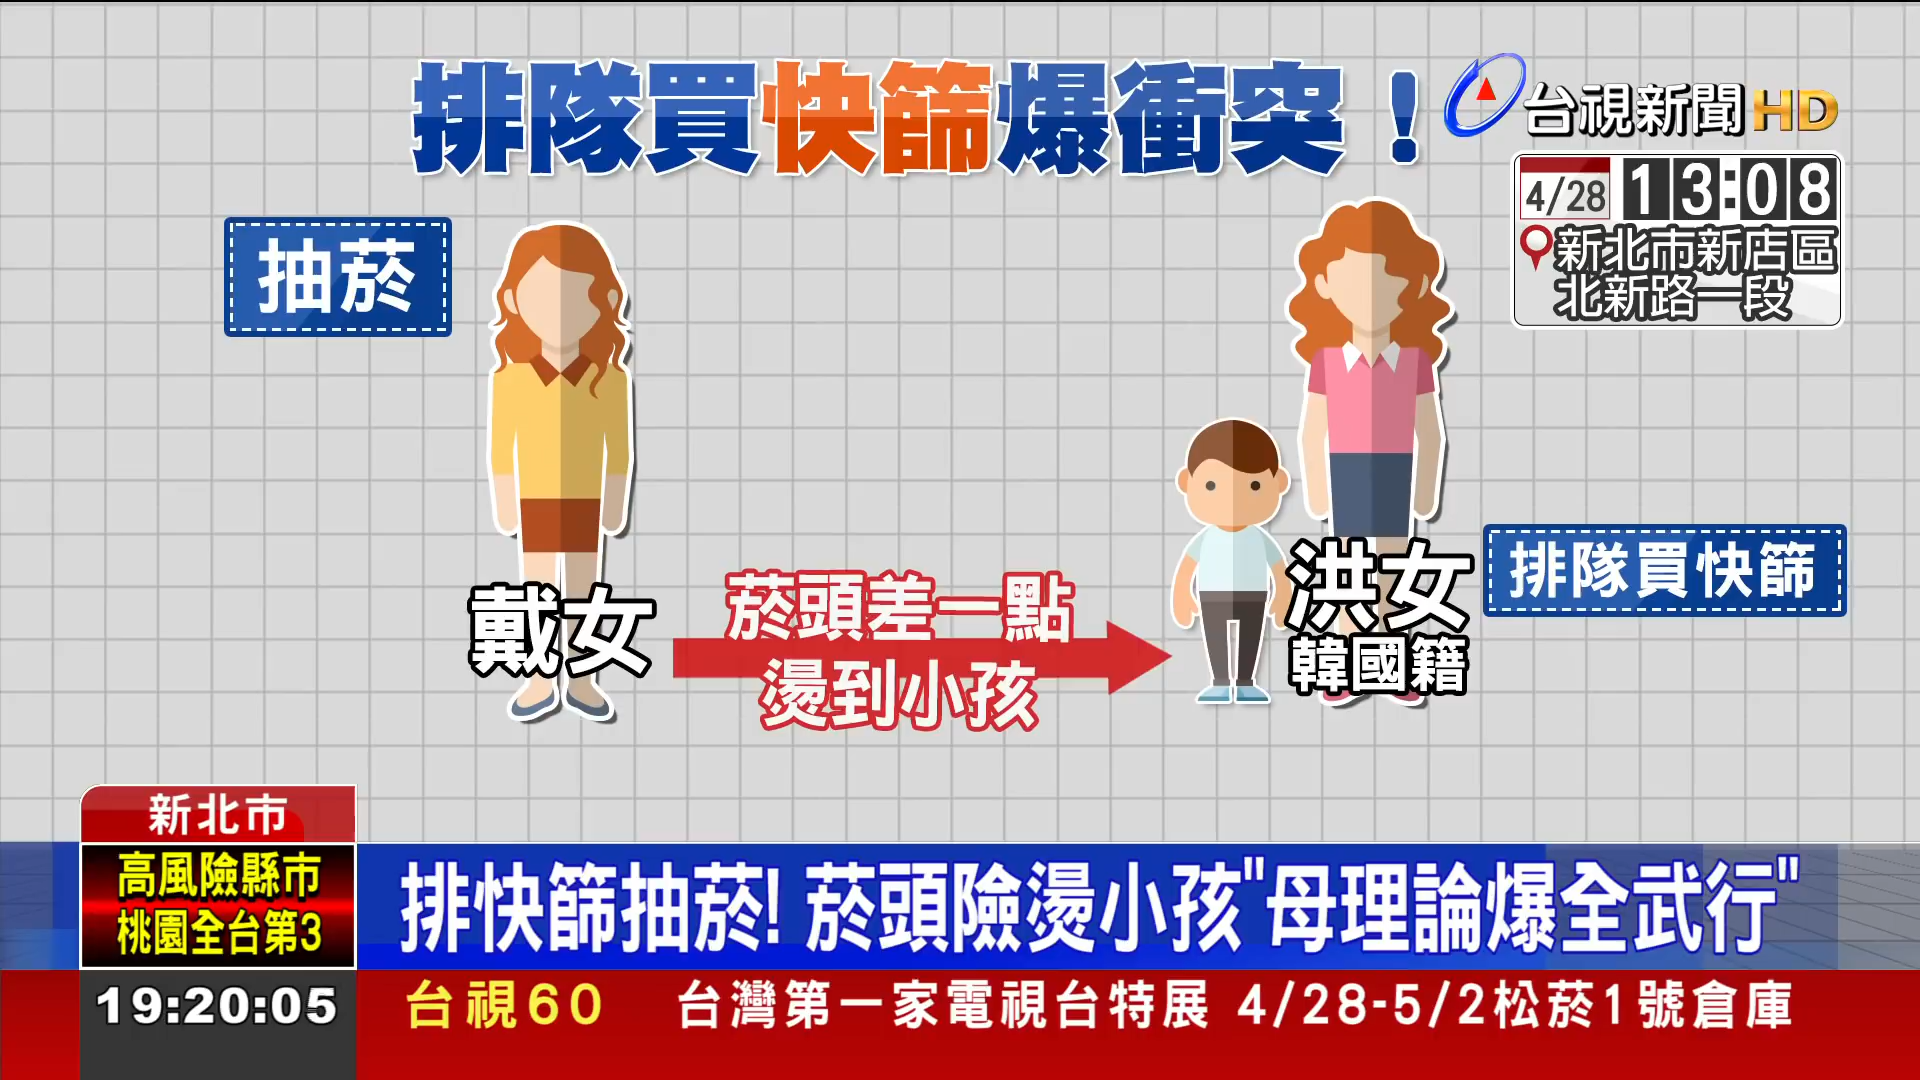 排隊買快篩爆衝突！
台視新聞HD
4/28 13:08
新北市新店區
北新路一段
抽菸
戴女
菸頭差一點
燙到小孩
洪女
韓國籍
排隊買快篩
新北市
高風險縣市
桃園全台第3
排快篩抽菸! 菸頭險燙小孩"母理論爆全武行"
19:20:05
台視60 台灣第一家電視台特展 4/28-5/2松菸1號倉庫